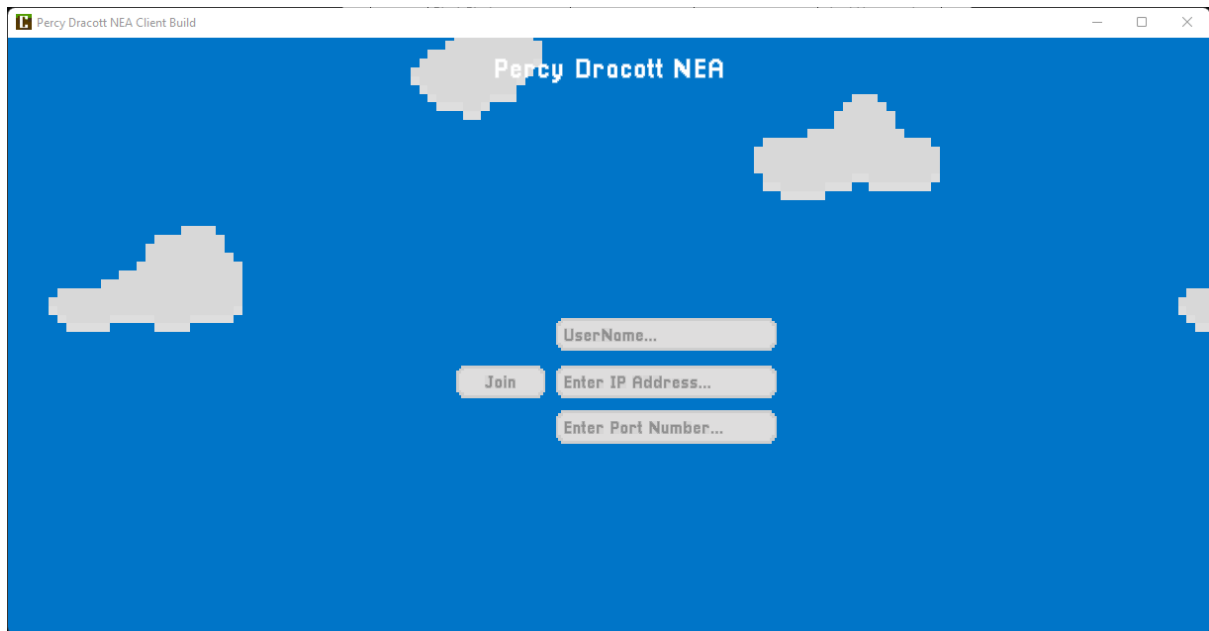 Percy Dracott NEA Client Build
Percy Dracott NEA
UserName...
Join
Enter IP Address...
Enter Port Number...